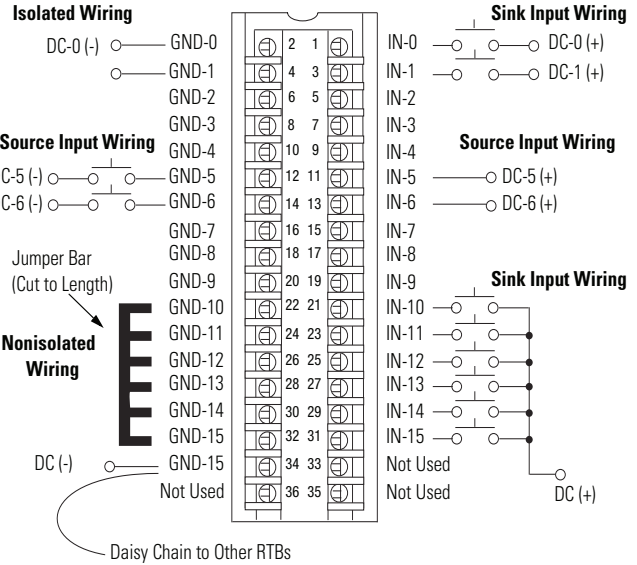 Isolated Wiring
Sink Input Wiring
DC-0 (-) GND-0 2 1 IN-0 DC-0 (+)
GND-1 4 3 IN-1 DC-1 (+)
GND-2 6 5 IN-2
GND-3 8 7 IN-3
Source Input Wiring
GND-4 10 9 IN-4
Source Input Wiring
C-5 (-) GND-5 12 11 IN-5 DC-5 (+)
C-6 (-) GND-6 14 13 IN-6 DC-6 (+)
GND-7 16 15 IN-7
GND-8 18 17 IN-8
Jumper Bar
(Cut to Length)
GND-9 20 19 IN-9
Sink Input Wiring
GND-10 22 21 IN-10
Nonisolated
Wiring
GND-11 24 23 IN-11
GND-12 26 25 IN-12
GND-13 28 27 IN-13
GND-14 30 29 IN-14
GND-15 32 31 IN-15
DC (-) GND-15 34 33 Not Used
Not Used 36 35 Not Used
DC (+)
Daisy Chain to Other RTBs